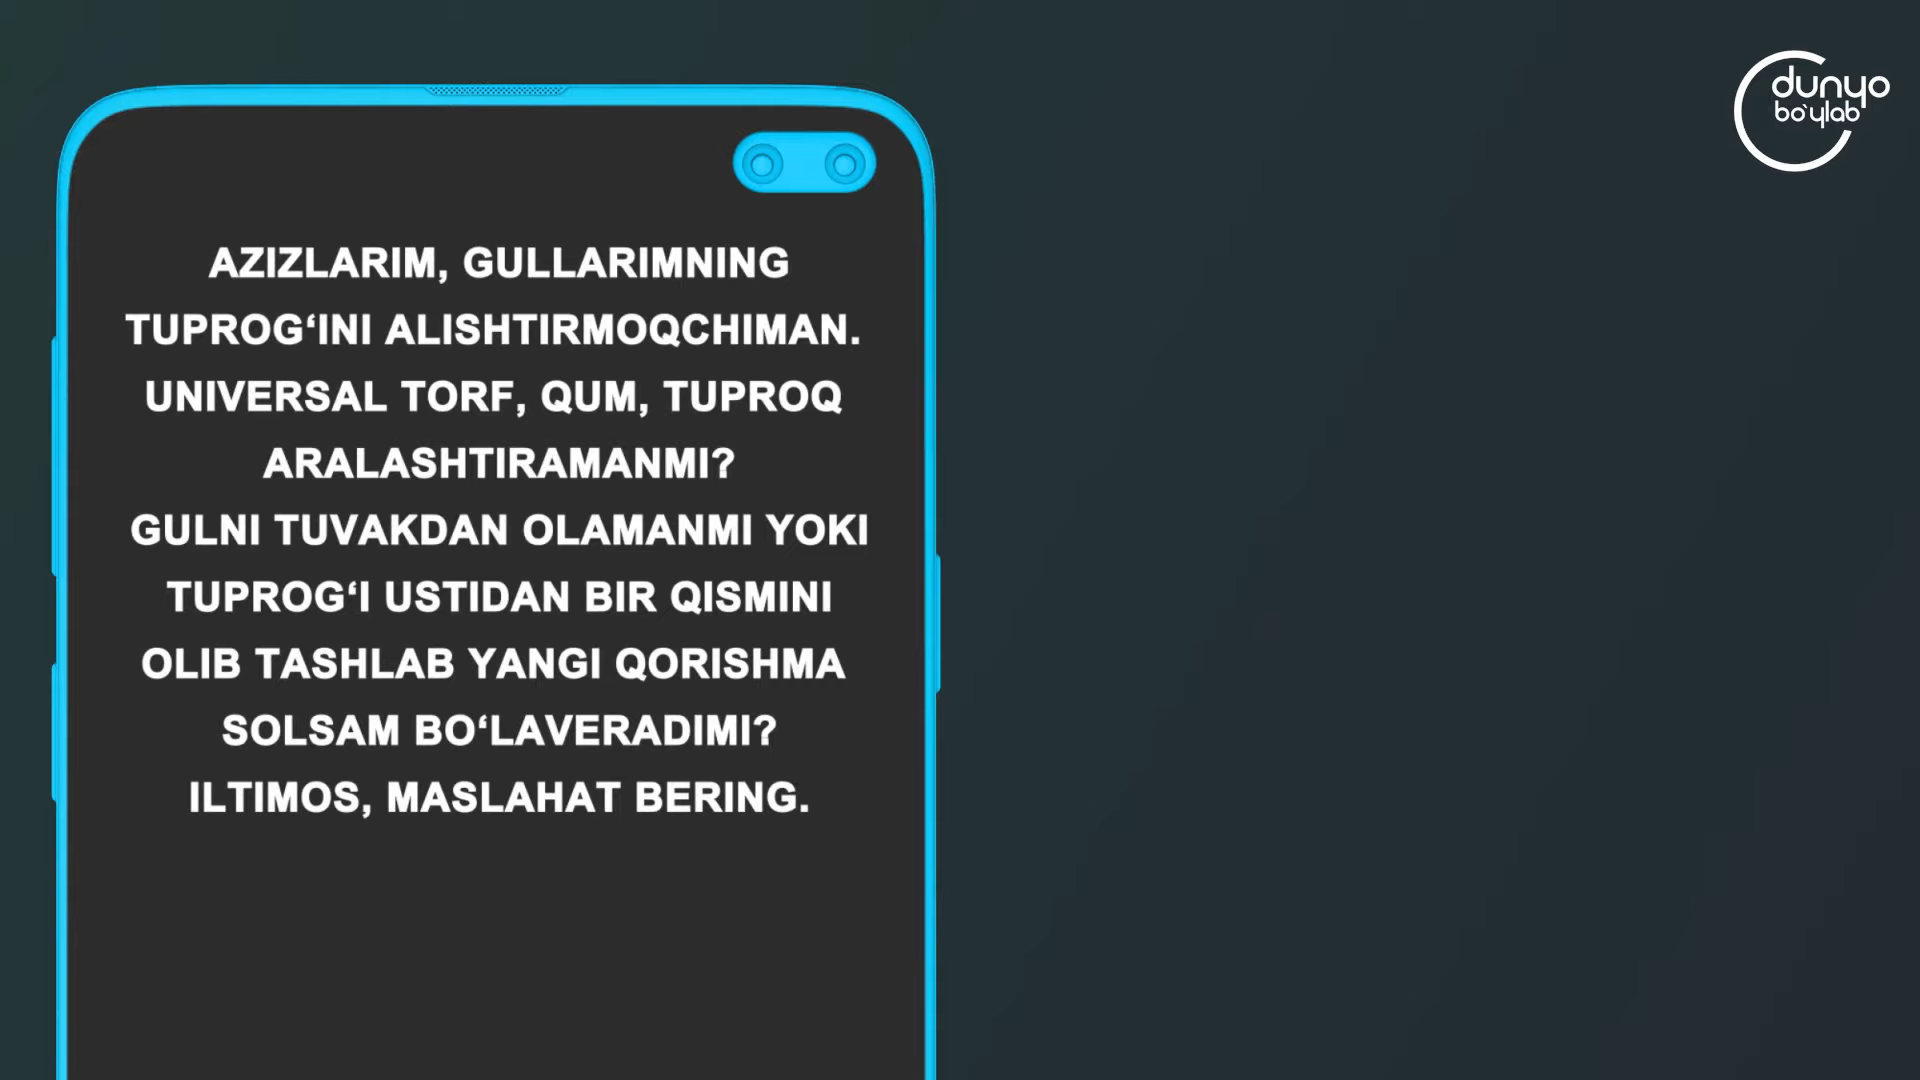 dunyo
bo`ylab
AZIZLARIM, GULLARIMNING
TUPROG‘INI ALISHTIRMOQCHIMAN.
UNIVERSAL TORF, QUM, TUPROQ
ARALASHTIRAMANMI?
GULNI TUVAKDAN OLAMANMI YOKI
TUPROG‘I USTIDAN BIR QISMINI
OLIB TASHLAB YANGI QORISHMA
SOLSAM BO‘LAVERADIMI?
ILTIMOS, MASLAHAT BERING.